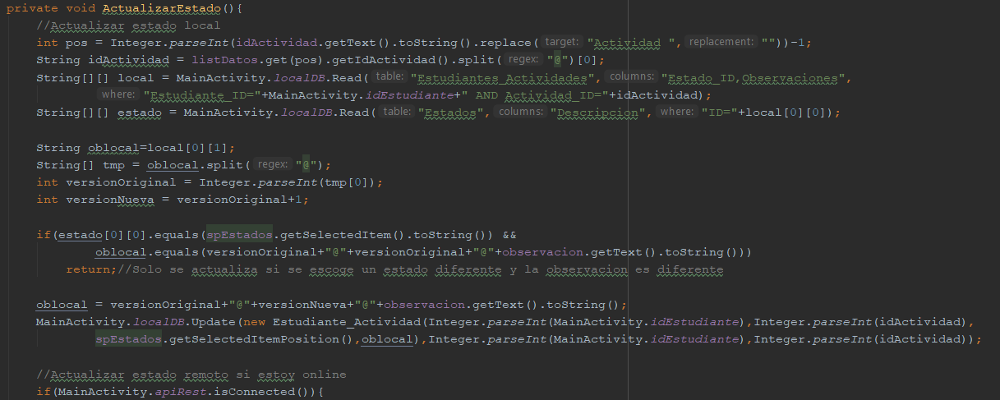 private void ActualizarEstado(){
//Actualizar estado local
int pos = Integer.parseInt(idActividad.getText().toString().replace( target: "Actividad ", replacement: ""))-1;
String idActividad = listDatos.get(pos).getIdActividad().split( regex: "@")[0];
String[][] local = MainActivity.localDB.Read( table: "Estudiantes_Actividades", columns: "Estado_ID,Observaciones",
where: "Estudiante_ID="+MainActivity.idEstudiante+" AND Actividad_ID="+idActividad);
String[][] estado = MainActivity.localDB.Read( table: "Estados", columns: "Descripcion", where: "ID="+local[0][0]);
String oblocal=local[0][1];
String[] tmp = oblocal.split( regex: "@");
int versionOriginal = Integer.parseInt(tmp[0]);
int versionNueva = versionOriginal+1;
if(estado[0][0].equals(spEstados.getSelectedItem().toString()) &&
oblocal.equals(versionOriginal+"@"+versionOriginal+"@"+observacion.getText().toString()))
return;//Solo se actualiza si se escoge un estado diferente y la observacion es diferente
oblocal = versionOriginal+"@"+versionNueva+"@"+observacion.getText().toString();
MainActivity.localDB.Update(new Estudiante_Actividad(Integer.parseInt(MainActivity.idEstudiante),Integer.parseInt(idActividad),
spEstados.getSelectedItemPosition(),oblocal),Integer.parseInt(MainActivity.idEstudiante),Integer.parseInt(idActividad));
//Actualizar estado remoto si estoy online
if(MainActivity.apiRest.isConnected()){